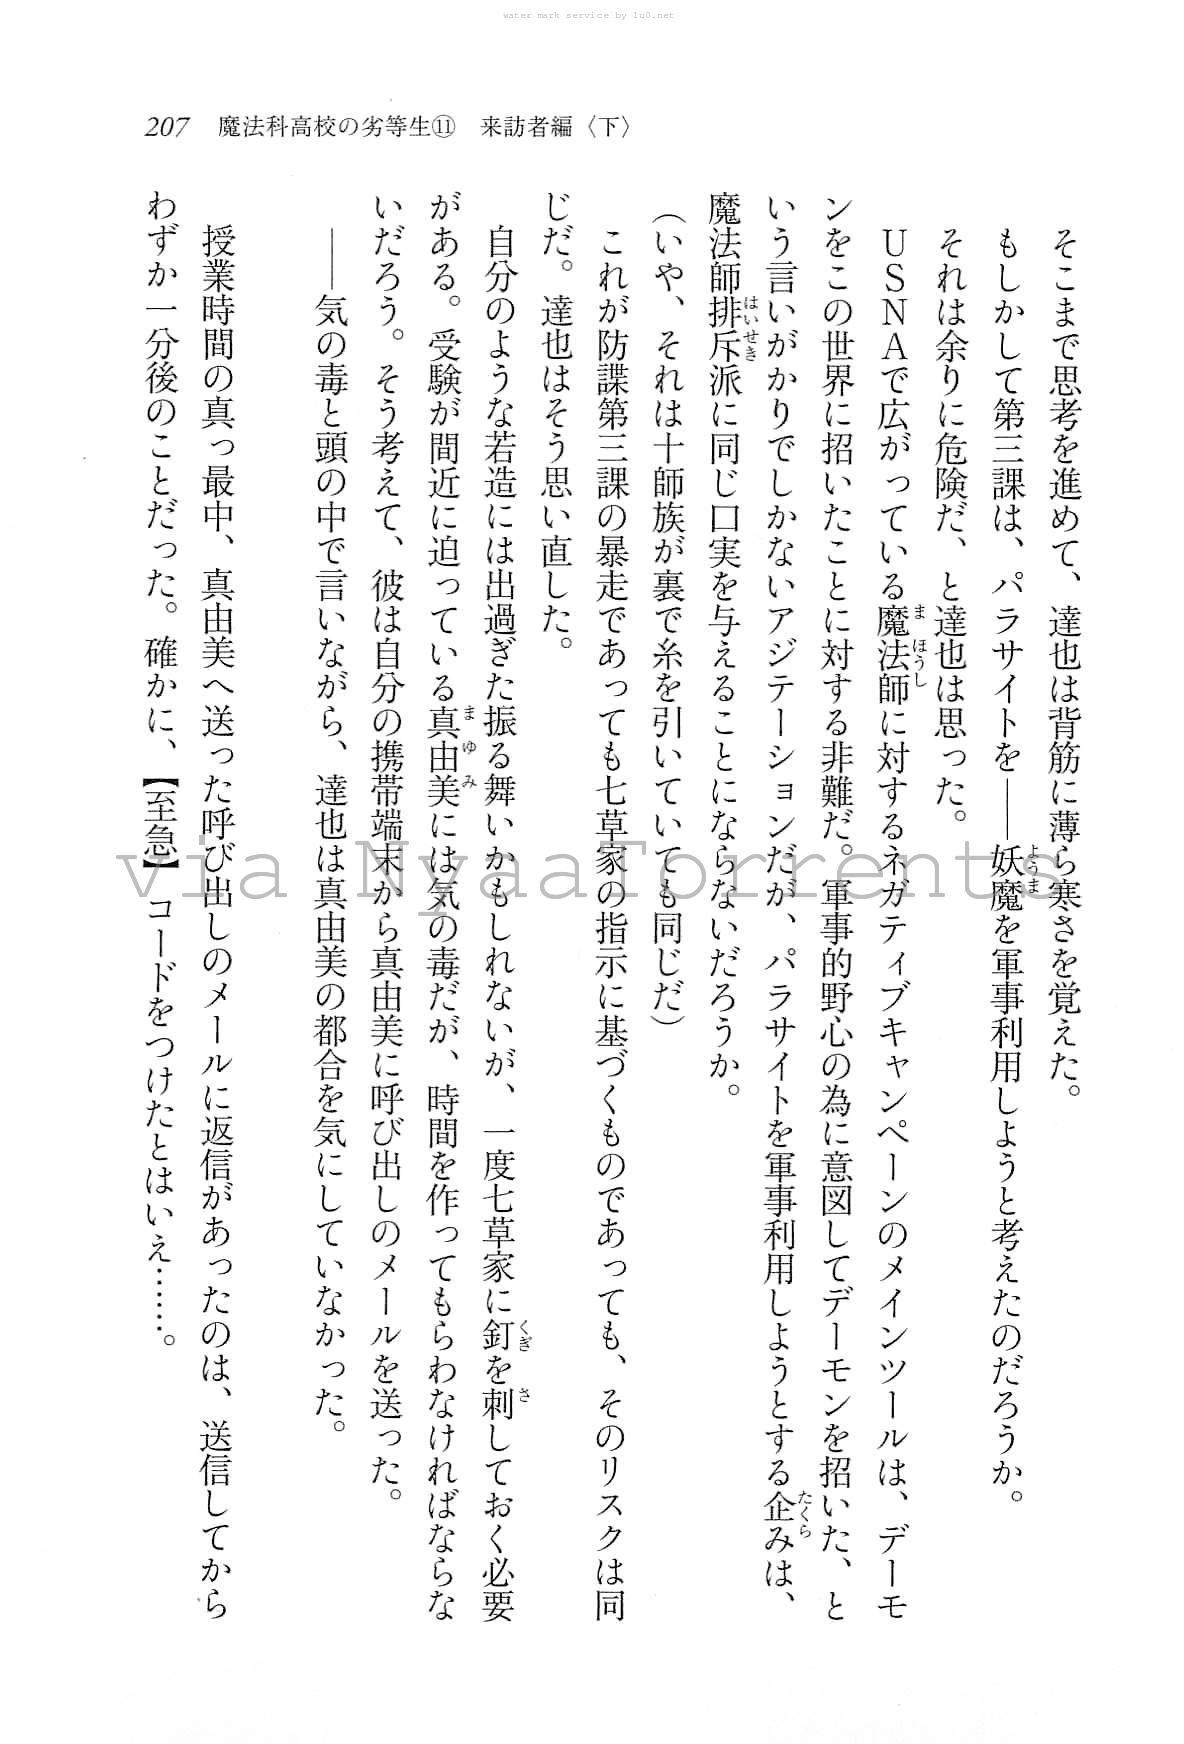 water mark service by 1u0.net
207 魔法科高校の劣等生⑪ 来訪者編〈下〉
そこまで思考を進めて、達也は背筋に薄ら寒さを覚えた。
もしかして第三課は、パラサイトを――妖魔を軍事利用しようと考えたのだろうか。
それは余りに危険だ、と達也は思った。
ＵＳＮＡで広がっている魔法師に対するネガティブキャンペーンのメインツールは、デーモ
ンをこの世界に招いたことに対する非難だ。軍事的野心の為に意図してデーモンを招いた、と
いう言いがかりでしかないアジテーションだが、パラサイトを軍事利用しようとする企みは、
魔法師排斥派に同じ口実を与えることにならないだろうか。
（いや、それは十師族が裏で糸を引いていても同じだ）
これが防諜第三課の暴走であっても七草家の指示に基づくものであっても、そのリスクは同
じだ。達也はそう思い直した。
自分のような若造には出過ぎた振る舞いかもしれないが、一度七草家に釘を刺しておく必要
がある。受験が間近に迫っている真由美には気の毒だが、時間を作ってもらわなければならな
いだろう。そう考えて、彼は自分の携帯端末から真由美に呼び出しのメールを送った。
――気の毒と頭の中で言いながら、達也は真由美の都合を気にしていなかった。
授業時間の真っ最中、真由美へ送った呼び出しのメールに返信があったのは、送信してから
わずか一分後のことだった。確かに、【至急】コードをつけたとはいえ……。
via NyaaTorrents